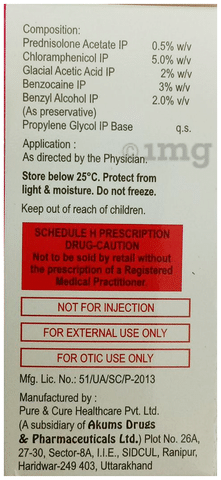 Composition:
Prednisolone Acetate IP 0.5% w/v
Chloramphenicol IP 5.0% w/v
Glacial Acetic Acid IP 2% w/v
Benzocaine IP 3% w/v
Benzyl Alcohol IP 2.0% v/v
(As preservative)
Propylene Glycol IP Base q.s.
1mg
Application :
As directed by the Physician.
Store below 25°C. Protect from
light & moisture. Do not freeze.
Keep out of reach of children.
SCHEDULE H PRESCRIPTION
DRUG-CAUTION
Not to be sold by retail without
the prescription of a Registered
Medical Practitioner.
NOT FOR INJECTION
FOR EXTERNAL USE ONLY
FOR OTIC USE ONLY
Mfg. Lic. No.: 51/UA/SC/P-2013
Manufactured by :
Pure & Cure Healthcare Pvt. Ltd.
(A subsidiary of Akums Drugs
& Pharmaceuticals Ltd.) Plot No. 26A,
27-30, Sector-8A, I.I.E., SIDCUL, Ranipur,
Haridwar-249 403, Uttarakhand